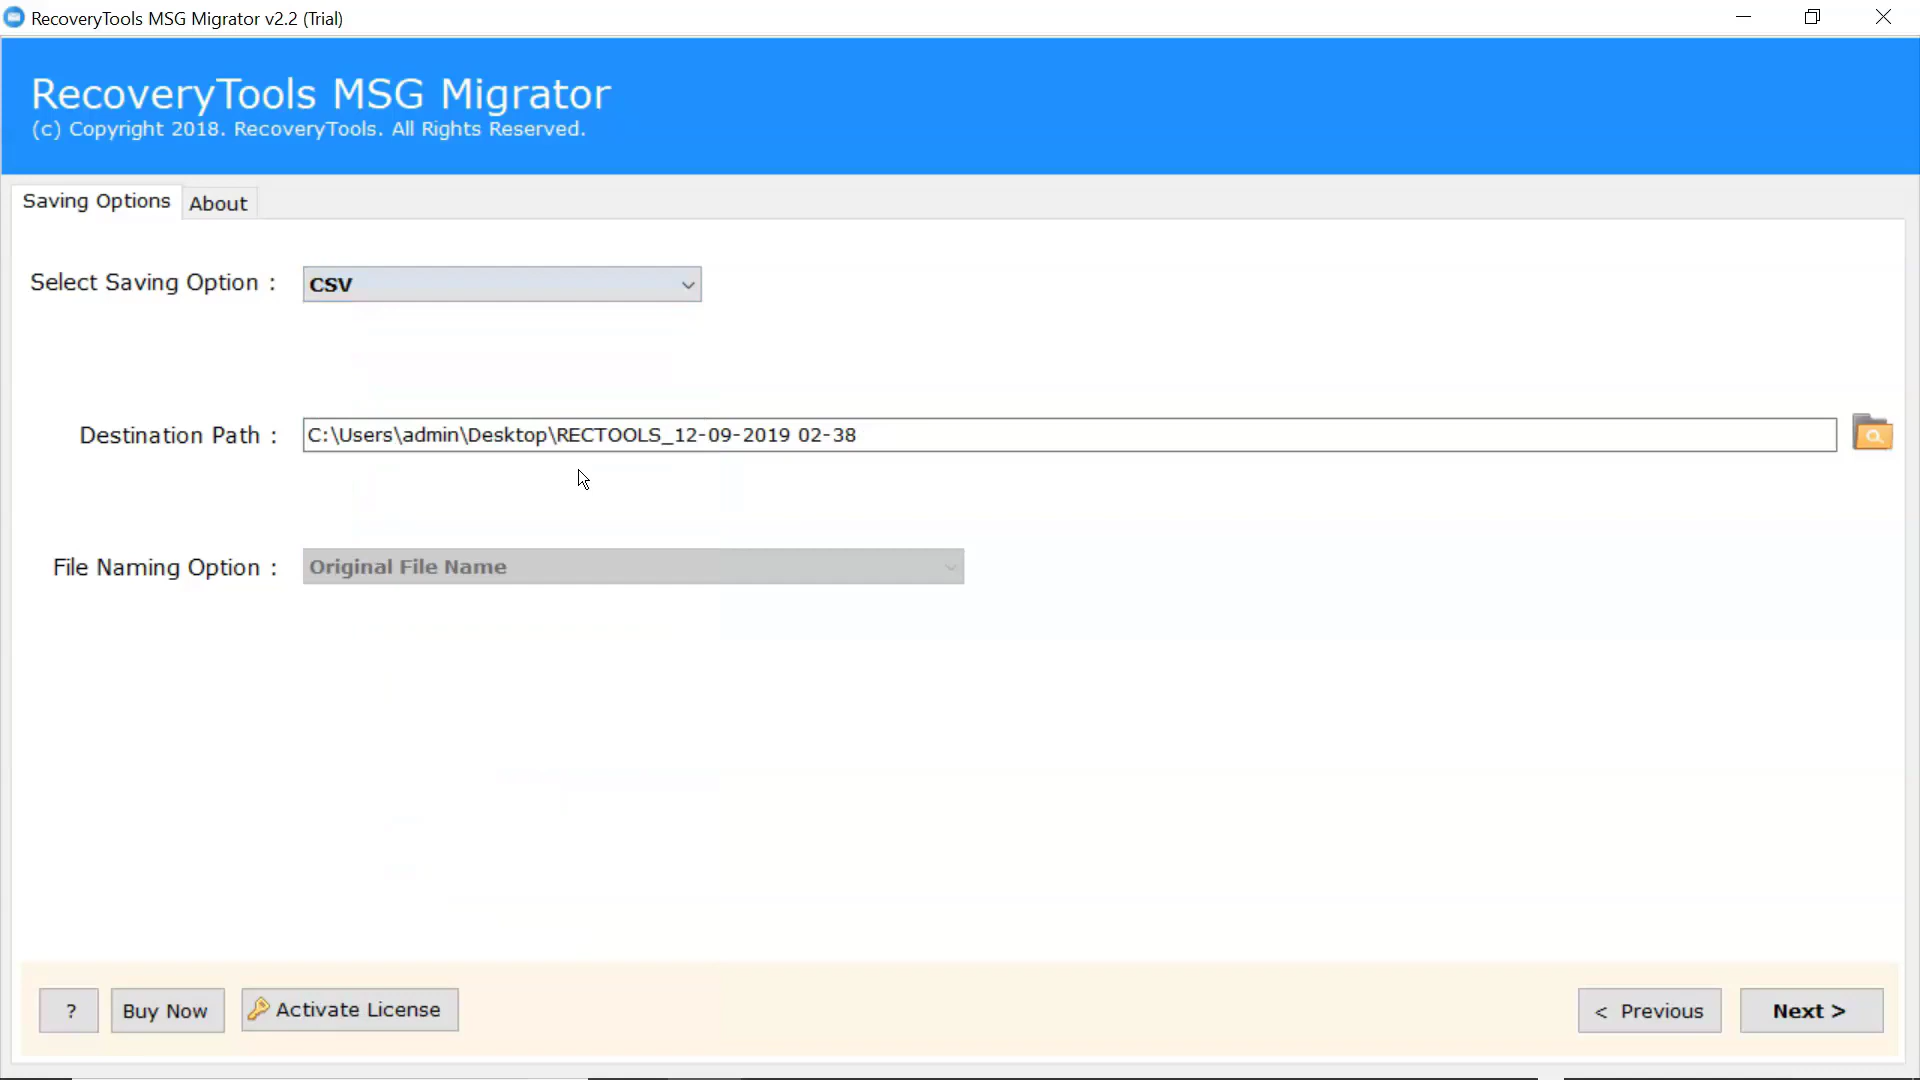 RecoveryTools MSG Migrator v2.2 (Trial)
RecoveryTools MSG Migrator
(c) Copyright 2018. RecoveryTools. All Rights Reserved.
Saving Options
About
Select Saving Option :
CSV
Destination Path :
C:\Users\admin\Desktop\RECTOOLS_12-09-2019 02-38
File Naming Option :
Original File Name
?
Buy Now
Activate License
< Previous
Next >